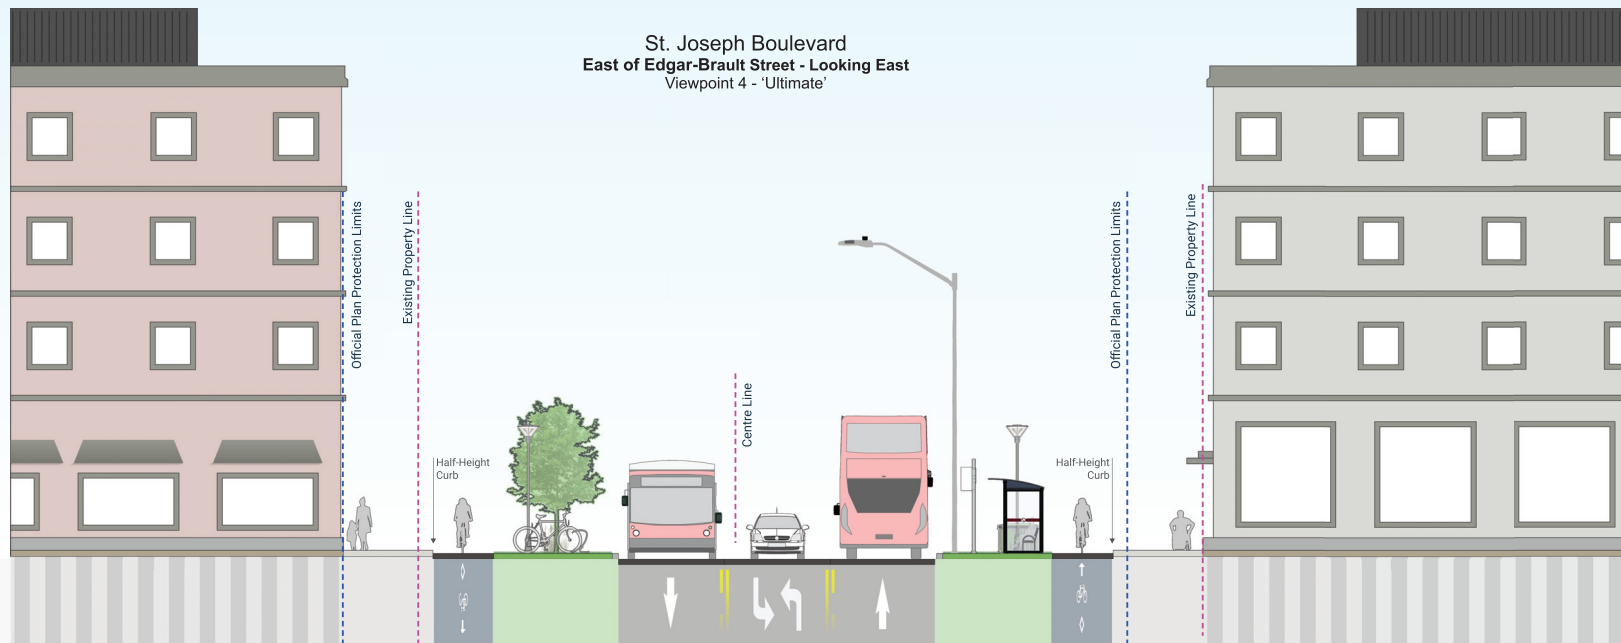 St. Joseph Boulevard
East of Edgar-Brault Street - Looking East
Viewpoint 4 - ‘Ultimate’
Official Plan Protection Limits
Existing Property Line
Official Plan Protection Limits
Existing Property Line
Centre Line
Half-Height
Curb
Half-Height
Curb